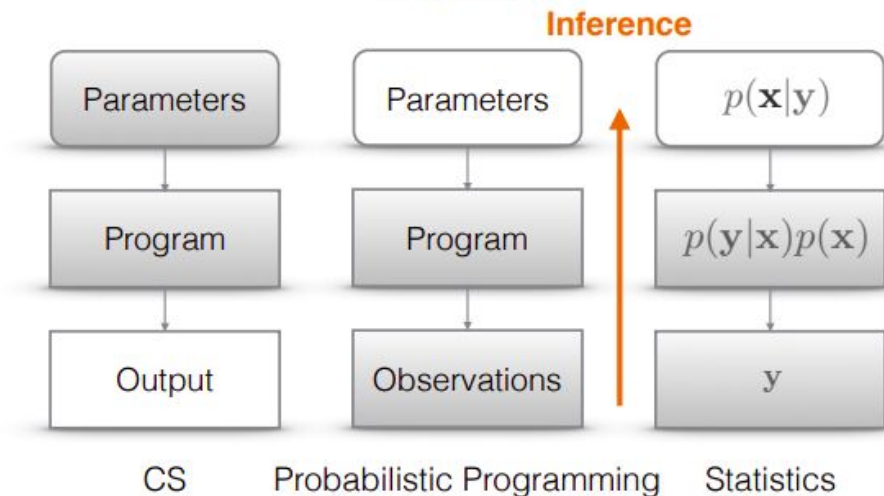 Inference
Parameters Parameters p(x|y)
Program Program p(y|x)p(x)
Output Observations y
CS Probabilistic Programming Statistics